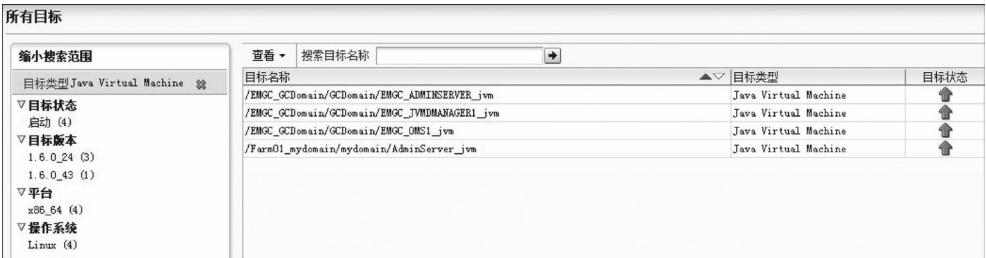 所有目标
缩小搜索范围
目标类型Java Virtual Machine
▽目标状态
启动 (4)
▽目标版本
1.6.0_24 (3)
1.6.0_43 (1)
▽平台
x86_64 (4)
▽操作系统
Linux (4)
查看 搜索目标名称
目标名称 目标类型 目标状态
/EMGC_GCDomain/GCDomain/EMGC_ADMINSERVER_jvm Java Virtual Machine
/EMGC_GCDomain/GCDomain/EMGC_JVMDMANAGER1_jvm Java Virtual Machine
/EMGC_GCDomain/GCDomain/EMGC_OMS1_jvm Java Virtual Machine
/Farm01_mydomain/mydomain/AdminServer_jvm Java Virtual Machine